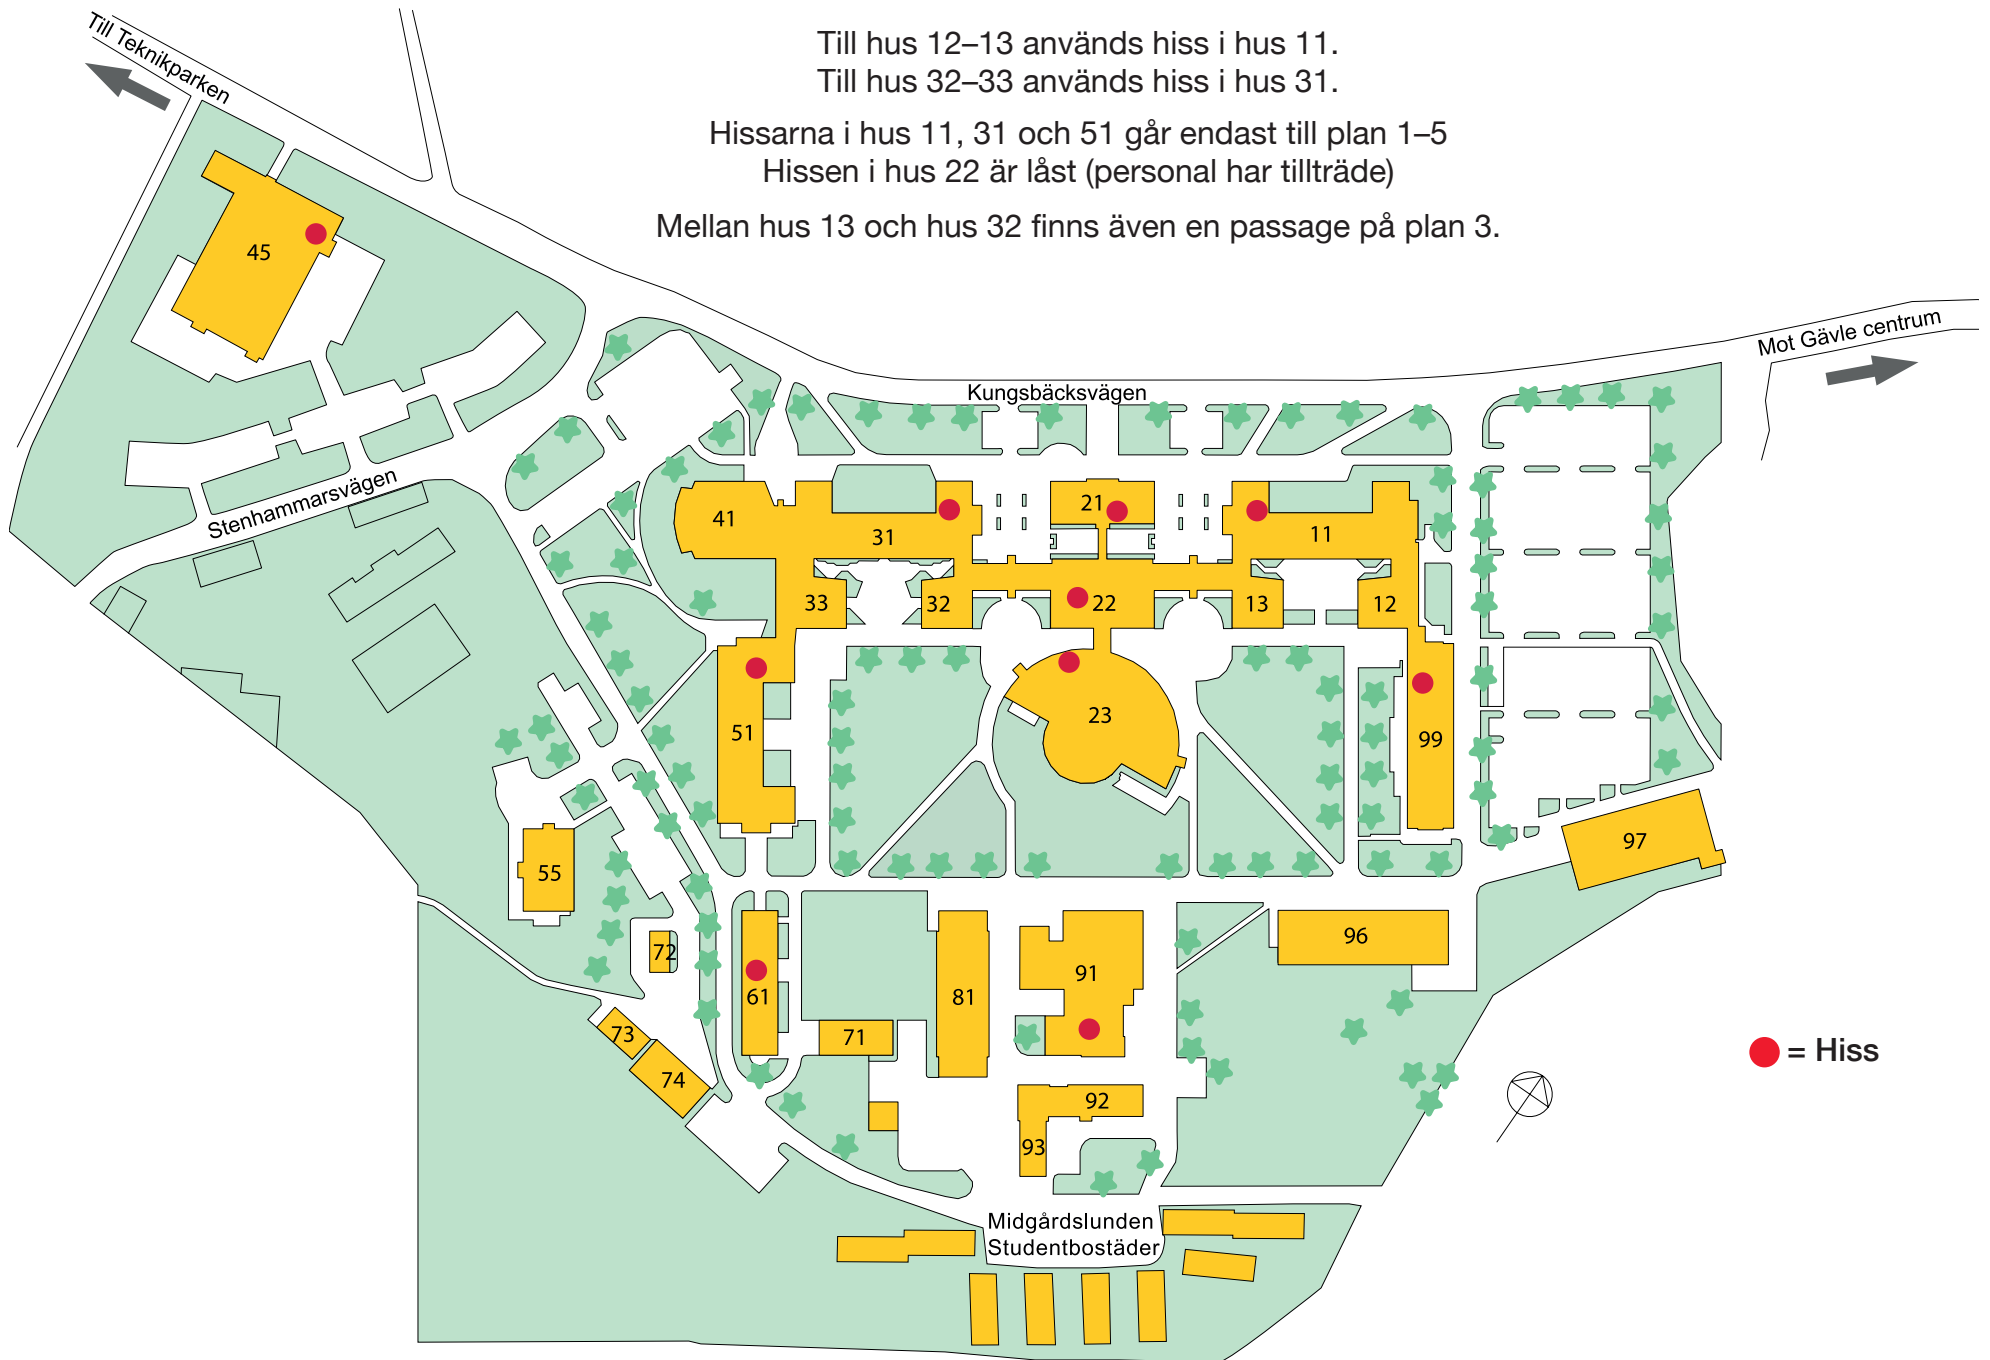 Till Teknikparken
Till hus 12–13 används hiss i hus 11.
Till hus 32–33 används hiss i hus 31.
Hissarna i hus 11, 31 och 51 går endast till plan 1–5
Hissen i hus 22 är låst (personal har tillträde)
Mellan hus 13 och hus 32 finns även en passage på plan 3.
45
Mot Gävle centrum
Kungsbäcksvägen
Stenhammarsvägen
41
31
21
11
33
32
22
13
12
51
23
99
55
97
72
61
81
91
96
73
71
74
92
93
= Hiss
Midgårdslunden
Studentbostäder